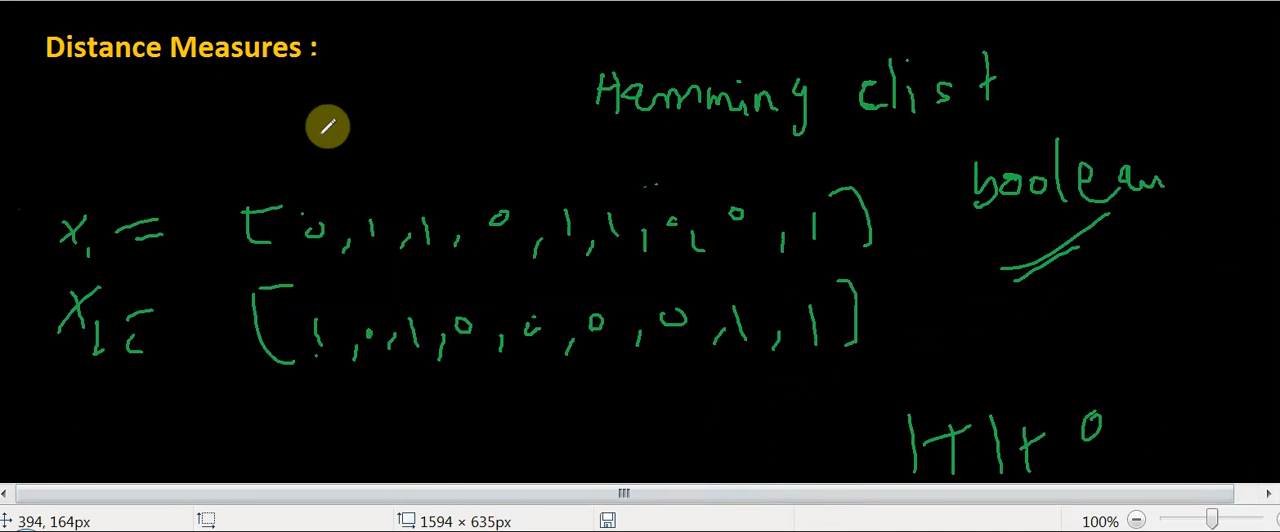 Distance Measures :
Hamming dist
boolean
x₁ = [0,1,1,0,1,1,0,0,1]
X₂ = [1,0,1,0,0,0,0,1,1]
1+1+0
394, 164px
1594 × 635px
100%